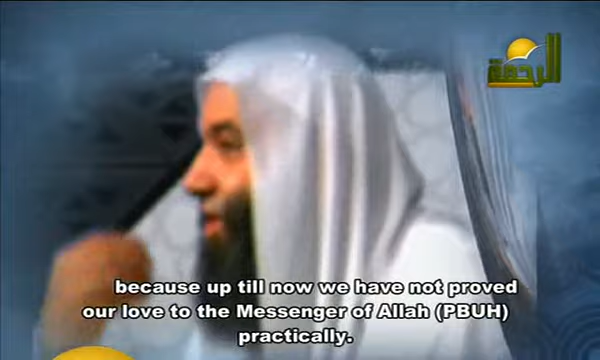 الرحمة
because up till now we have not proved
our love to the Messenger of Allah (PBUH)
practically.